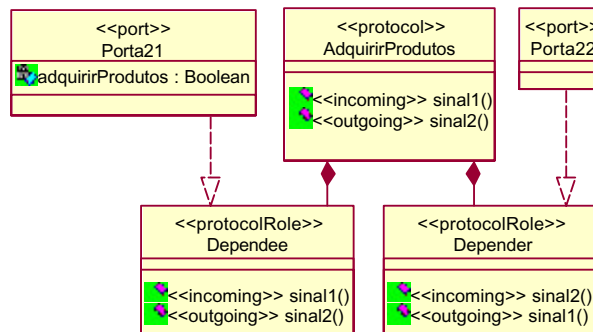 <<port>>
Porta21
adquirirProdutos : Boolean
<<protocol>>
AdquirirProdutos
<<incoming>> sinal1()
<<outgoing>> sinal2()
<<port>>
Porta22
<<protocolRole>>
Dependee
<<incoming>> sinal1()
<<outgoing>> sinal2()
<<protocolRole>>
Depender
<<incoming>> sinal2()
<<outgoing>> sinal1()